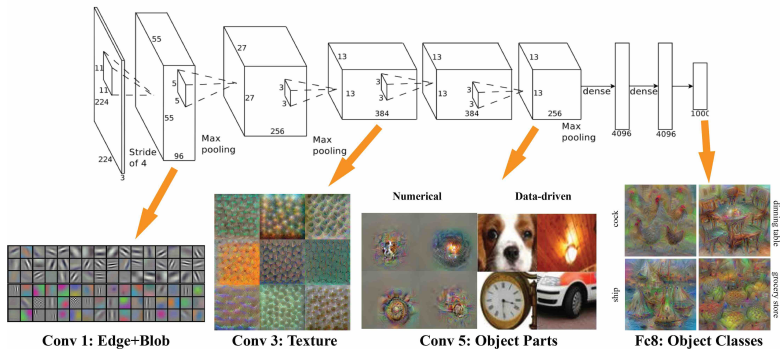 55
27
13
13
13
11
5
3
3
3
11
5
3
3
3
224
55
27
13
13
13
dense
dense
1000
384
384
256
4096
4096
256
Max
pooling
Max
pooling
Max
pooling
Stride
of 4
96
224
3
Numerical
Data-driven
cock
dinning table
ship
grocery store
Conv 1: Edge+Blob
Conv 3: Texture
Conv 5: Object Parts
Fc8: Object Classes